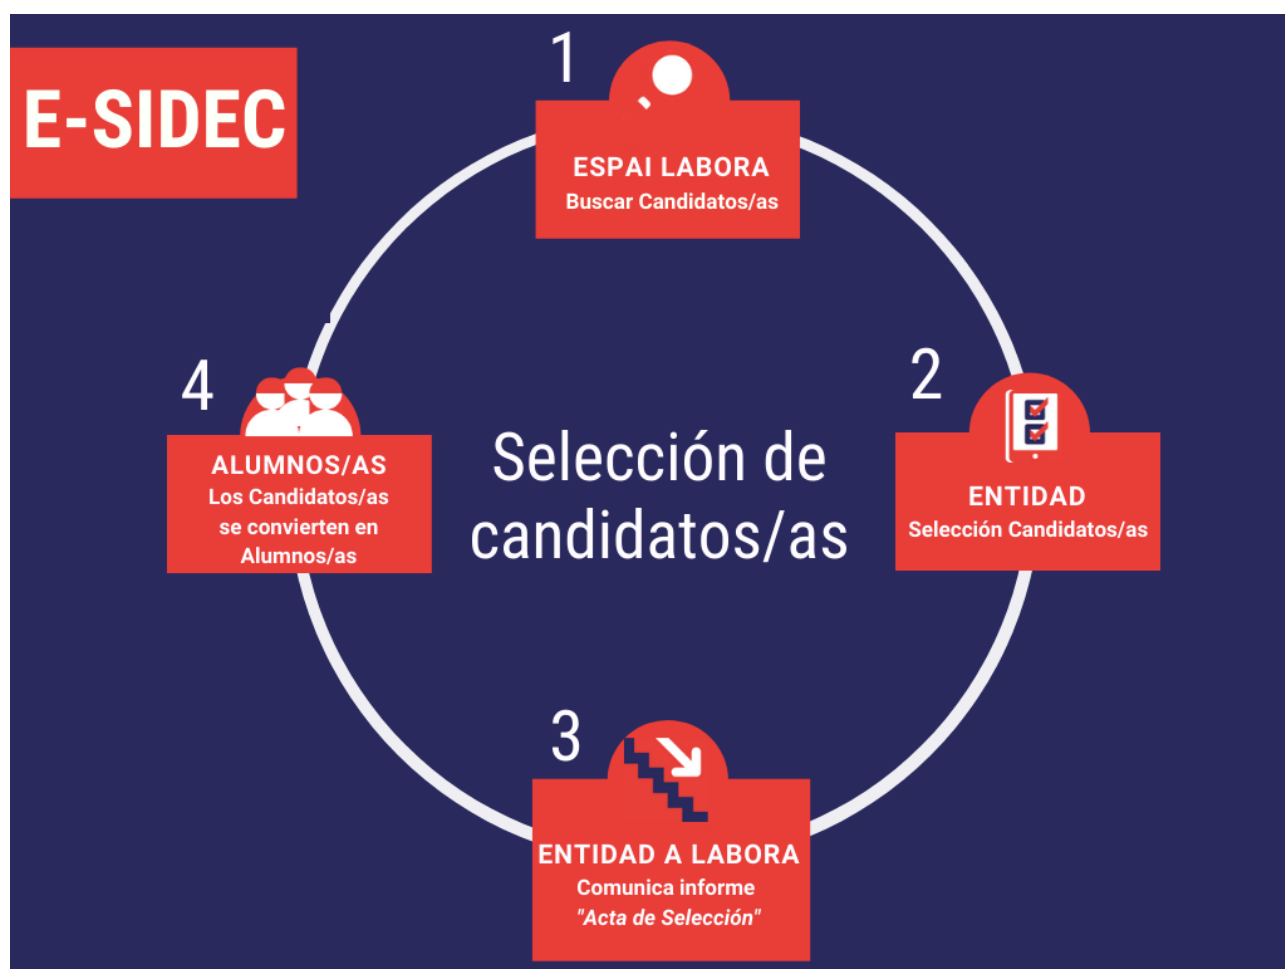 E-SIDEC
1
ESPAI LABORA
Buscar Candidatos/as
2
ENTIDAD
Selección Candidatos/as
3
ENTIDAD A LABORA
Comunica informe
"Acta de Selección"
4
ALUMNOS/AS
Los Candidatos/as
se convierten en
Alumnos/as
Selección de
candidatos/as